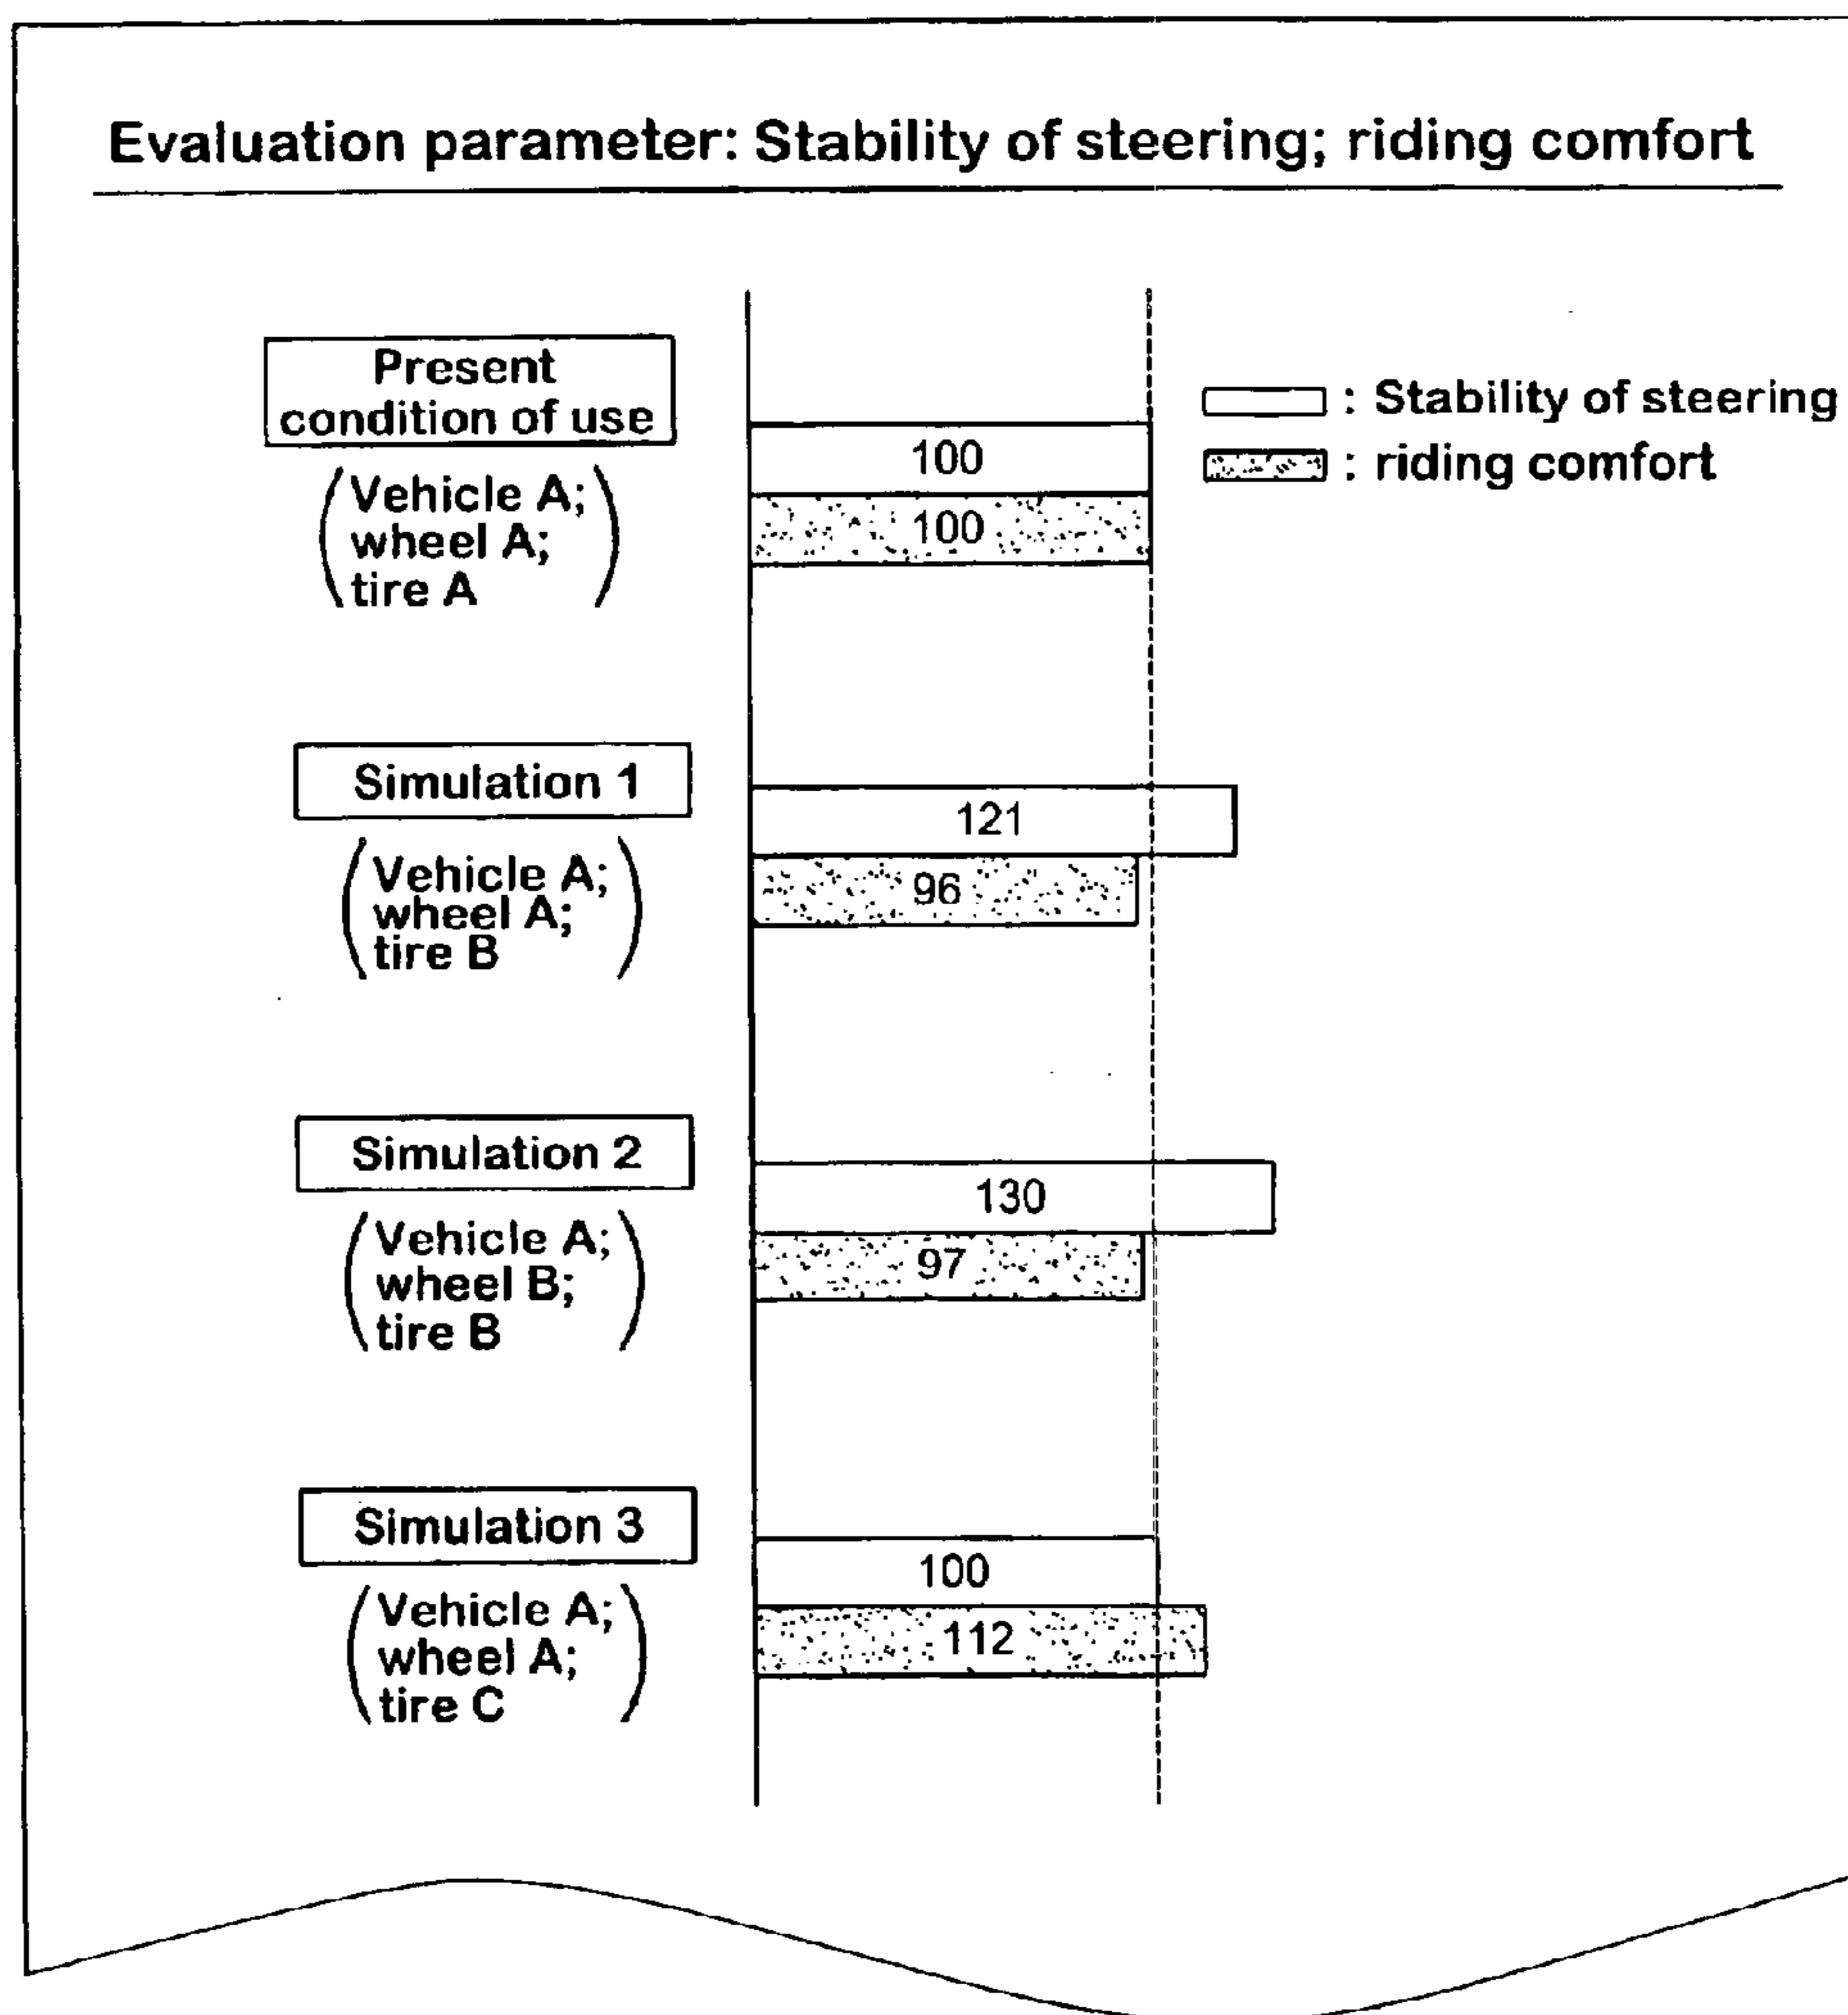 Evaluation parameter: Stability of steering; riding comfort
Present
condition of use
Vehicle A;
wheel A;
tire A
100
100
: Stability of steering
: riding comfort
Simulation 1
Vehicle A;
wheel A;
tire B
121
96
Simulation 2
Vehicle A;
wheel B;
tire B
130
97
Simulation 3
Vehicle A;
wheel A;
tire C
100
112